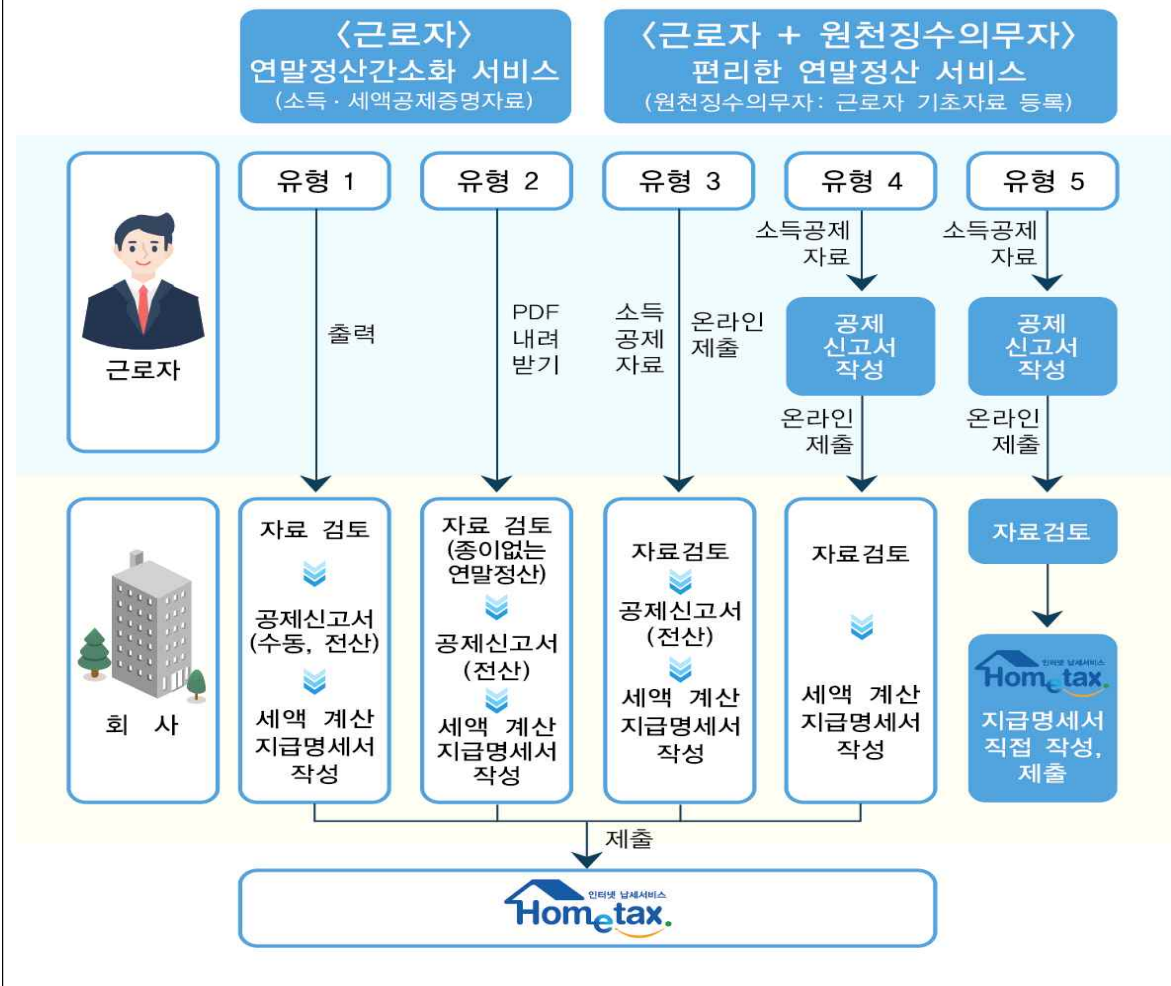 〈근로자〉
연말정산간소화 서비스
(소득·세액공제증명자료)
〈근로자 + 원천징수의무자〉
편리한 연말정산 서비스
(원천징수의무자: 근로자 기초자료 등록)
근로자
유형 1
출력
유형 2
PDF
내려
받기
유형 3
소득
공제
자료
온라인
제출
유형 4
소득공제
자료
공제
신고서
작성
온라인
제출
유형 5
소득공제
자료
공제
신고서
작성
온라인
제출
회 사
자료 검토
공제신고서
(수동, 전산)
세액 계산
지급명세서
작성
자료 검토
(종이없는
연말정산)
공제신고서
(전산)
세액 계산
지급명세서
작성
자료검토
공제신고서
(전산)
세액 계산
지급명세서
작성
자료검토
세액 계산
지급명세서
작성
자료검토
인터넷 납세서비스
Hometax.
지급명세서
직접 작성,
제출
제출
인터넷 납세서비스
Hometax.